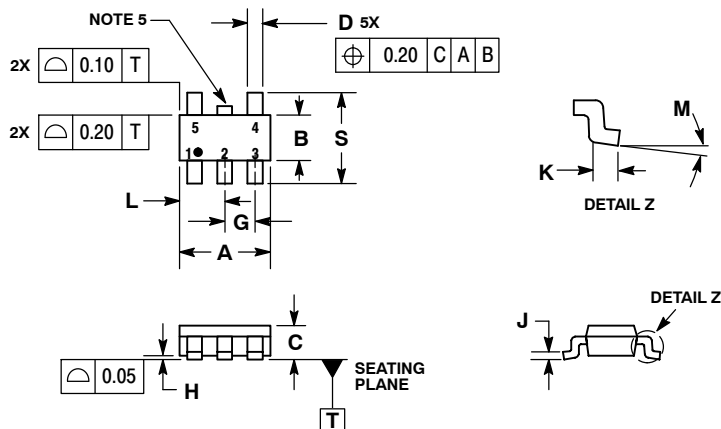 NOTE 5
D 5X
2X 0.10 T
0.20 C A B
2X 0.20 T
5 4
1 2 3
B
S
L
G
A
M
K
DETAIL Z
DETAIL Z
J
C
H
0.05
SEATING
PLANE
T